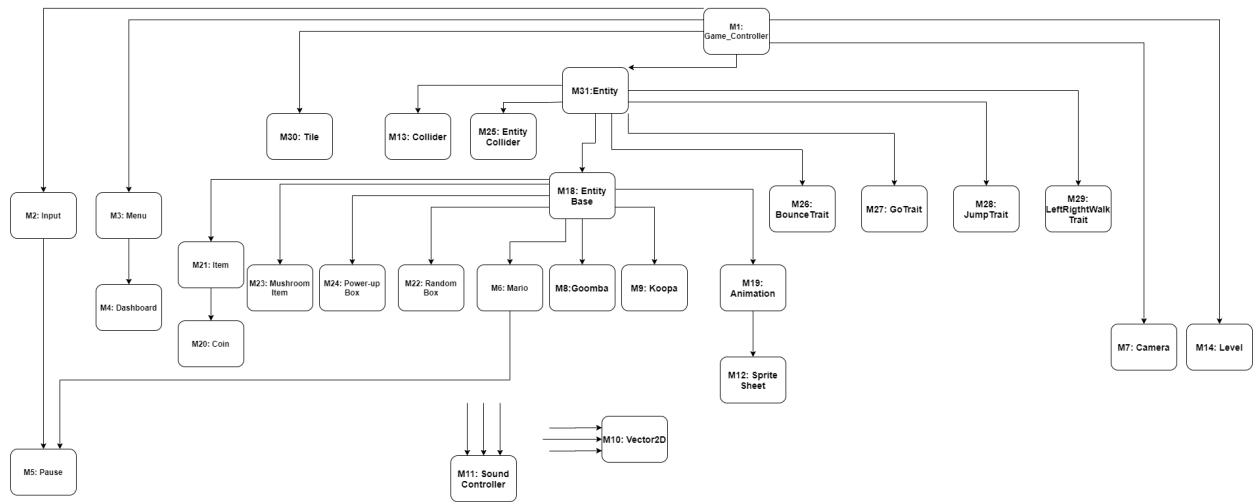 M1:
Game_Controller
M31:Entity
M30: Tile
M13: Collider
M25: Entity
Collider
M18: Entity
Base
M26:
BounceTrait
M27: GoTrait
M28:
JumpTrait
M29:
LeftRigthtWalk
Trait
M2: Input
M3: Menu
M21: Item
M23: Mushroom
Item
M24: Power-up
Box
M22: Random
Box
M6: Mario
M8:Goomba
M9: Koopa
M19:
Animation
M4: Dashboard
M20: Coin
M7: Camera
M14: Level
M12: Sprite
Sheet
M10: Vector2D
M5: Pause
M11: Sound
Controller